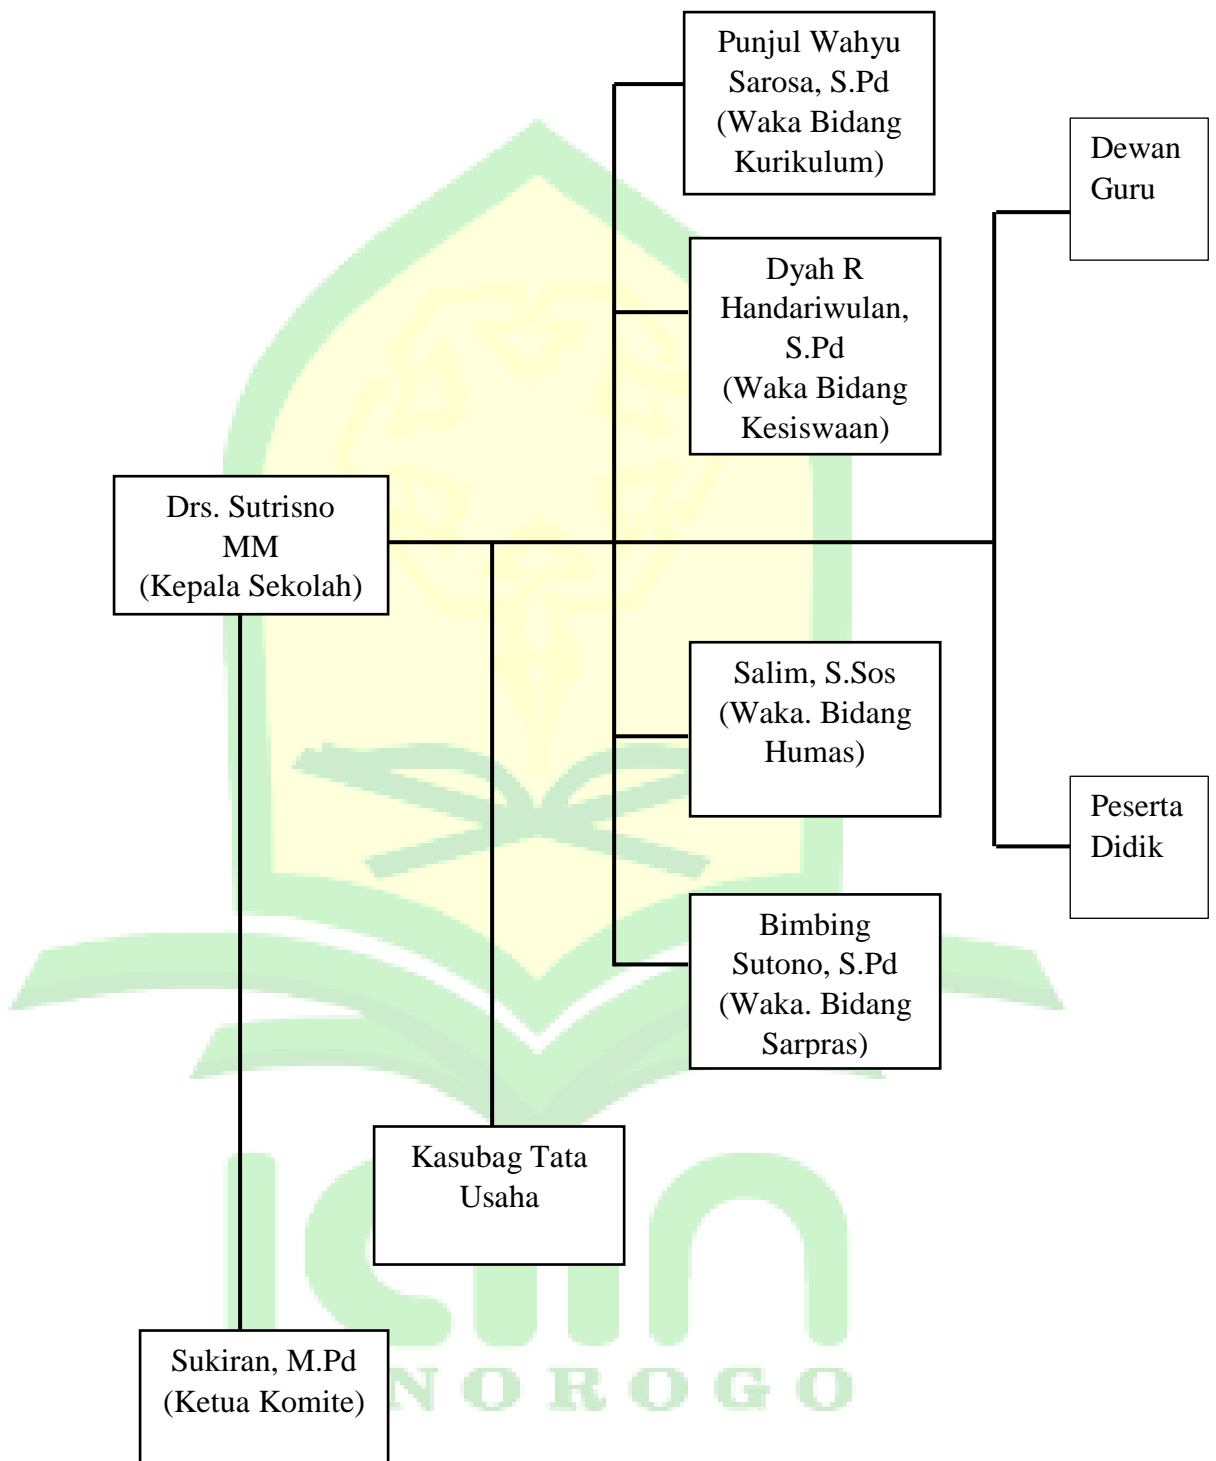 Punjul Wahyu
Sarosa, S.Pd
(Waka Bidang
Kurikulum)
Dewan
Guru
Dyah R
Handariwulan,
S.Pd
(Waka Bidang
Kesiswaan)
Drs. Sutrisno
MM
(Kepala Sekolah)
Salim, S.Sos
(Waka. Bidang
Humas)
Peserta
Didik
Bimbing
Sutono, S.Pd
(Waka. Bidang
Sarpras)
Kasubag Tata
Usaha
Sukiran, M.Pd
(Ketua Komite)
NOROGO